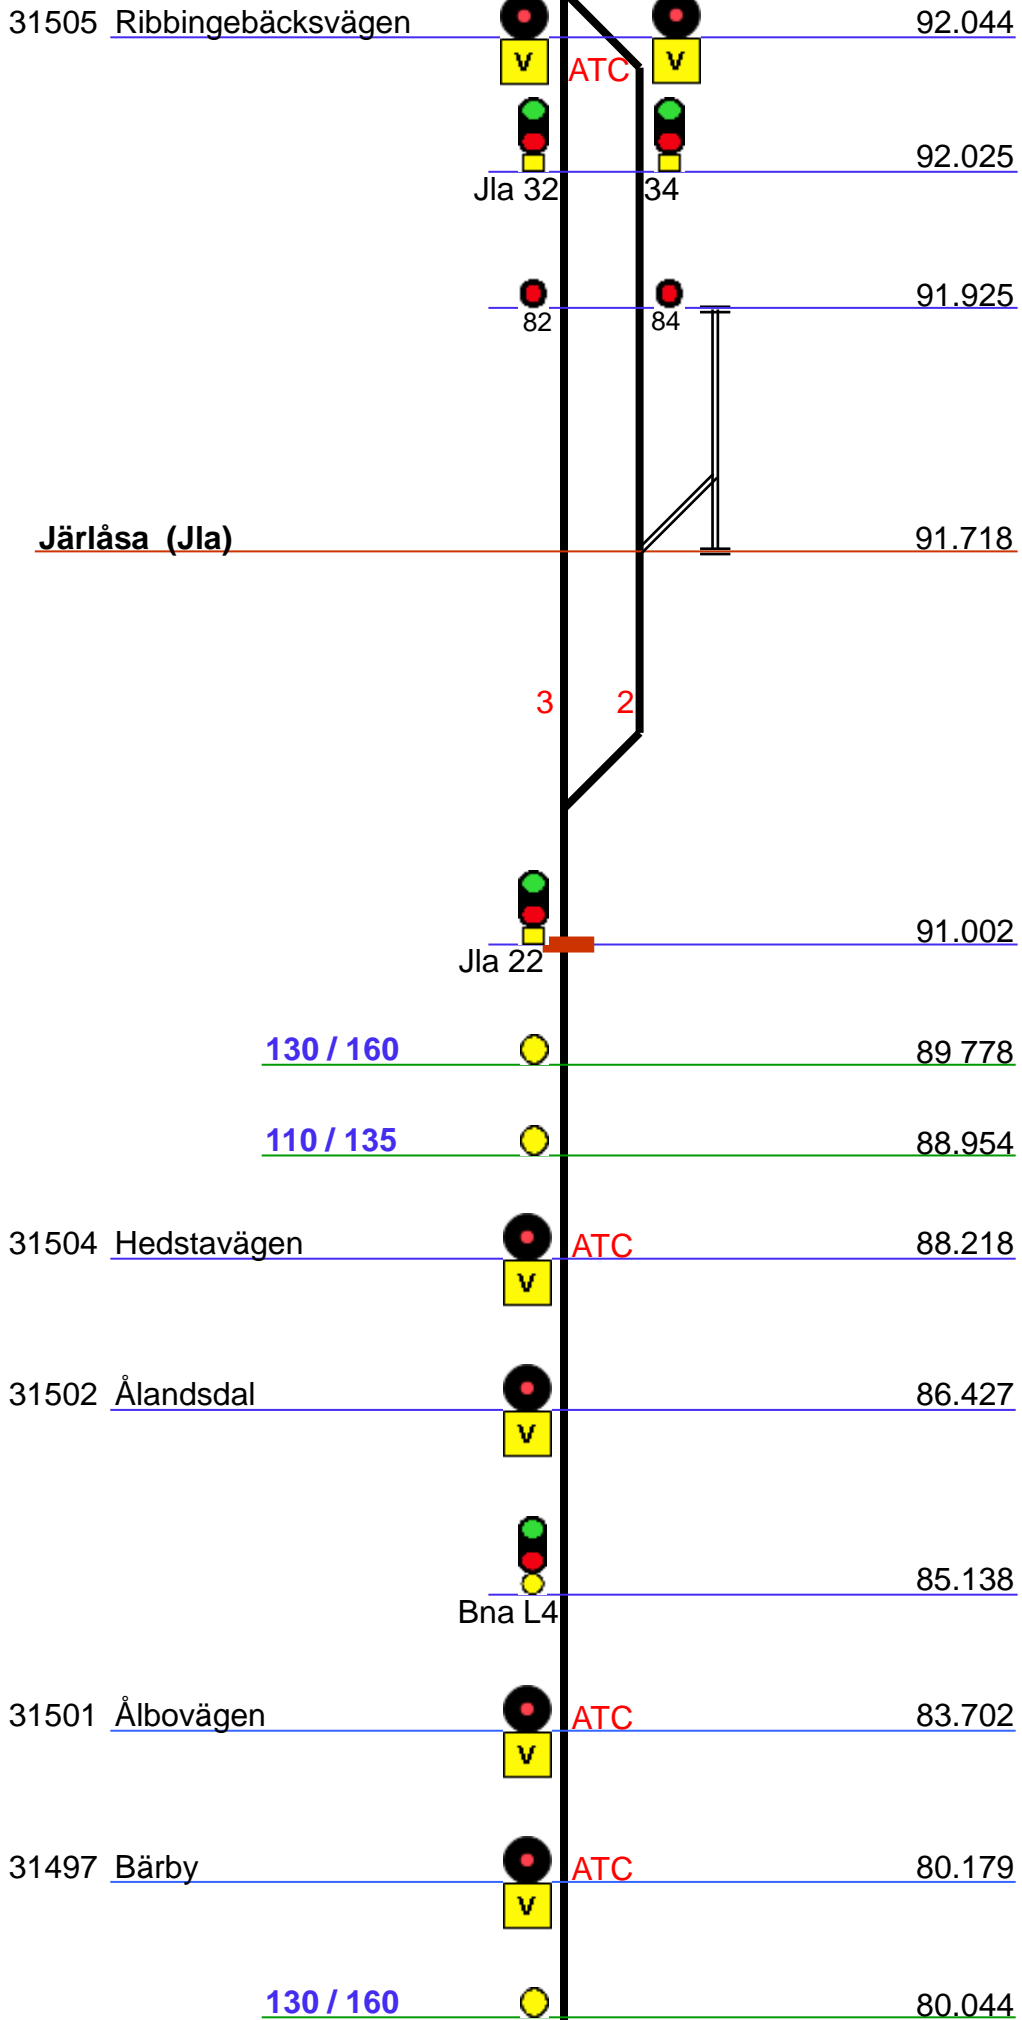 31505 Ribbingebäcksvägen 92.044
V V
ATC
92.025
Jla 32 34
91.925
82 84
Järlåsa (Jla) 91.718
3 2
91.002
Jla 22
130 / 160 89 778
110 / 135 88.954
31504 Hedstavägen ATC 88.218
V
31502 Ålandsdal 86.427
V
85.138
Bna L4
31501 Ålbovägen ATC 83.702
V
31497 Bärby ATC 80.179
V
130 / 160 80.044